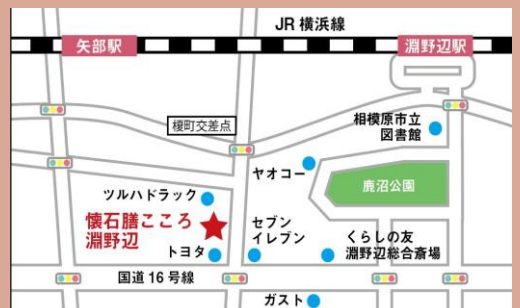 JR 横浜線
矢部駅
淵野辺駅
榎町交差点
相模原市立
図書館
ヤオコー
鹿沼公園
ツルハドラック
懐石膳こころ
淵野辺
トヨタ
セブン
イレブン
くらしの友
淵野辺総合斎場
国道 16 号線
ガスト